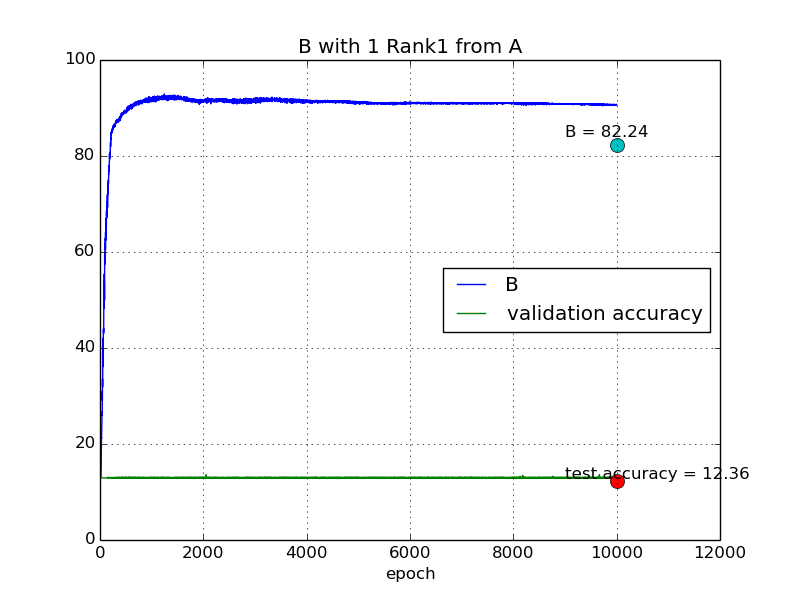 B with 1 Rank1 from A
100
80
60
40
20
0
B = 82.24
B
validation accuracy
test accuracy = 12.36
0 2000 4000 6000 8000 10000 12000
epoch